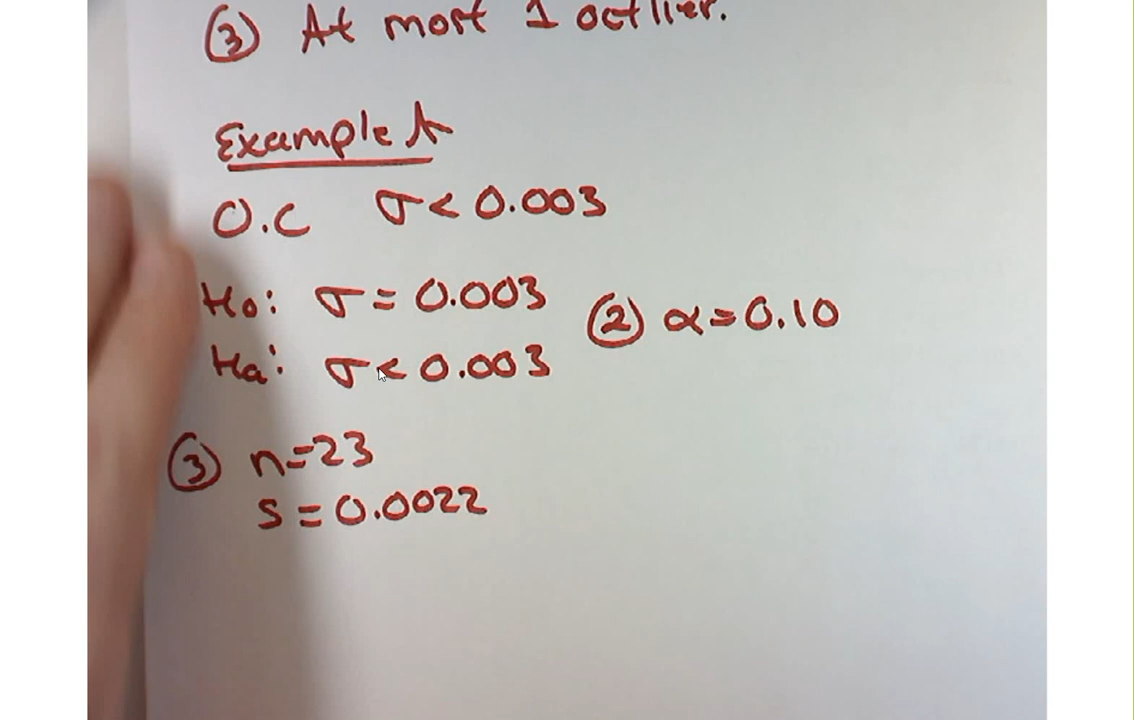 ③ At most 1 outlier.
Example A
O.C σ < 0.003
Ho: σ = 0.003
② α = 0.10
Ha: σ < 0.003
③ n = 23
s = 0.0022